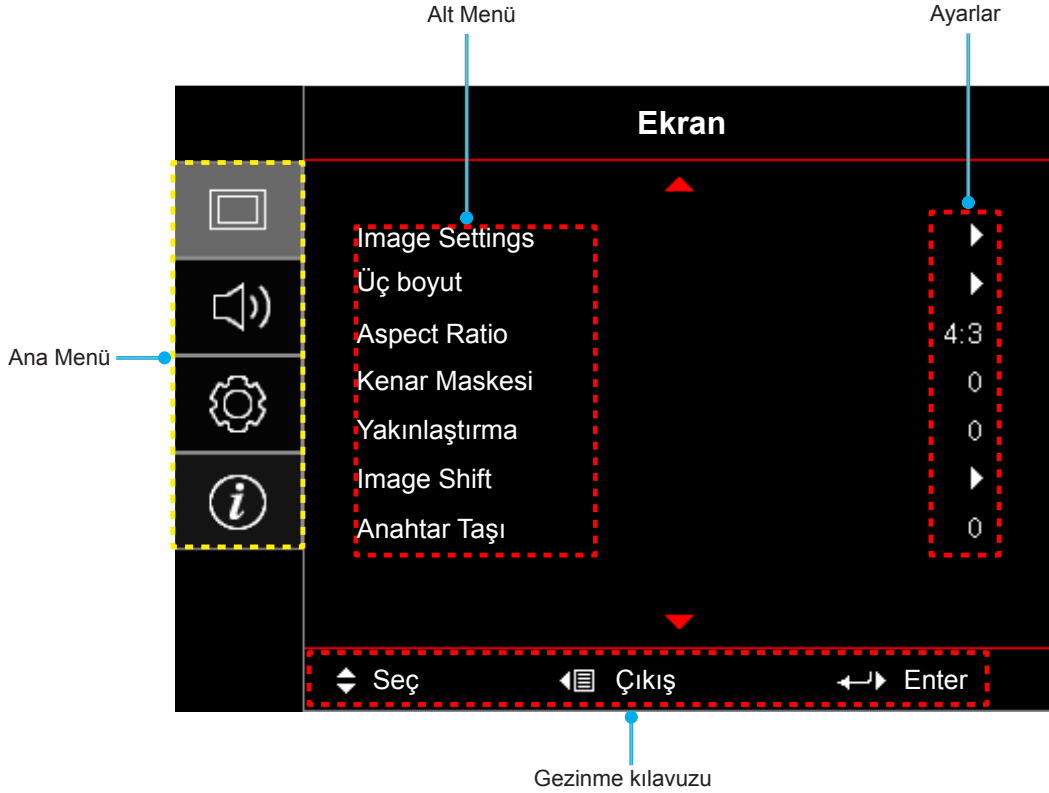 Alt Menü
Ayarlar
Ekran
Image Settings
Üç boyut
Aspect Ratio 4:3
Ana Menü
Kenar Maskesi 0
Yakınlaştırma 0
Image Shift
Anahtar Taşı 0
Seç Çıkış Enter
Gezinme kılavuzu